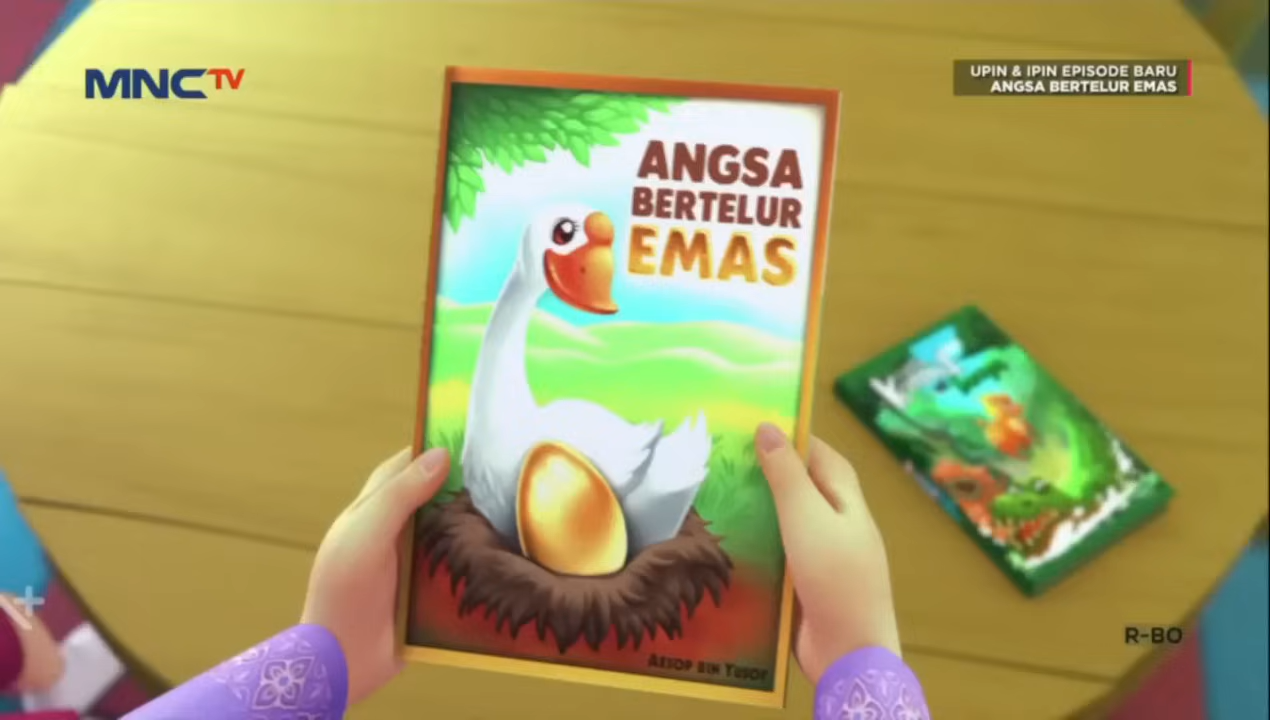 MNCTV
UPIN & IPIN EPISODE BARU
ANGSA BERTELUR EMAS
ANGSA
BERTELUR
EMAS
AESOP BIN YUSOF
R-BO